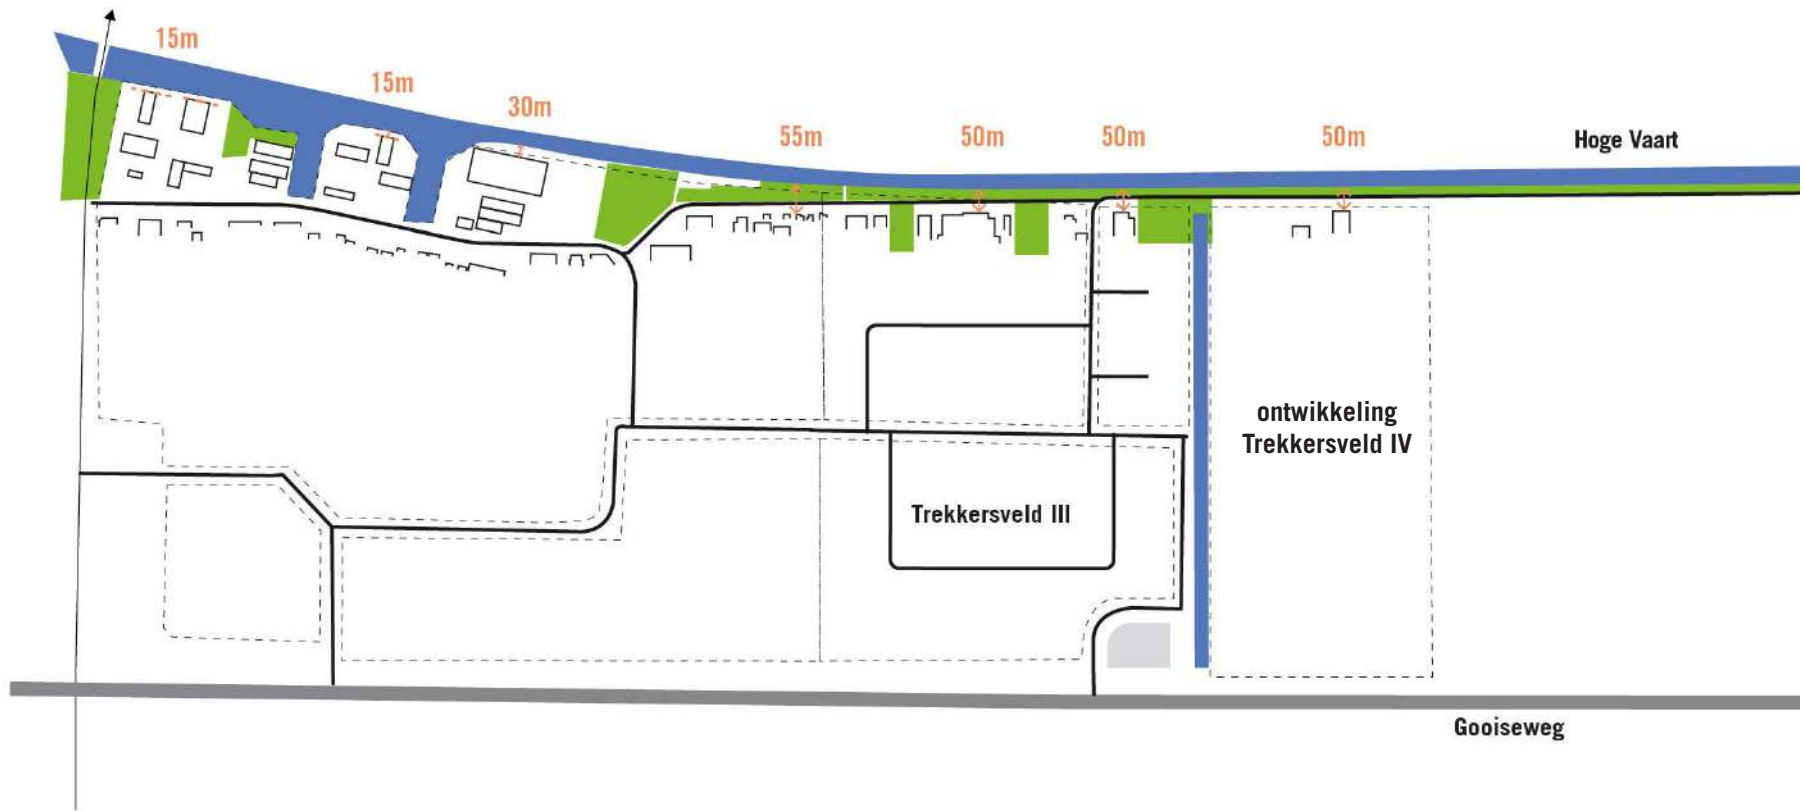 15m
15m
30m
55m
50m
50m
50m
Hoge Vaart
ontwikkeling
Trekkersveld IV
Trekkersveld III
Gooiseweg